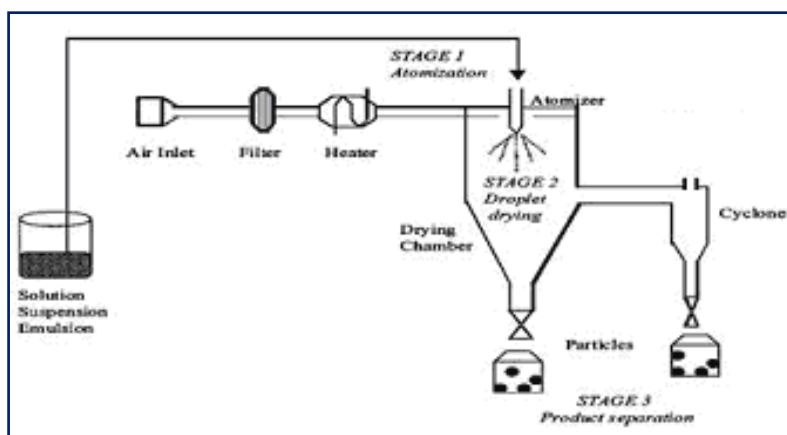 STAGE 1
Atomization
Atomizer
Air Inlet
Filter
Heater
STAGE 2
Droplet
drying
Cyclone
Drying
Chamber
Solution
Suspension
Emulsion
Particles
STAGE 3
Product separation